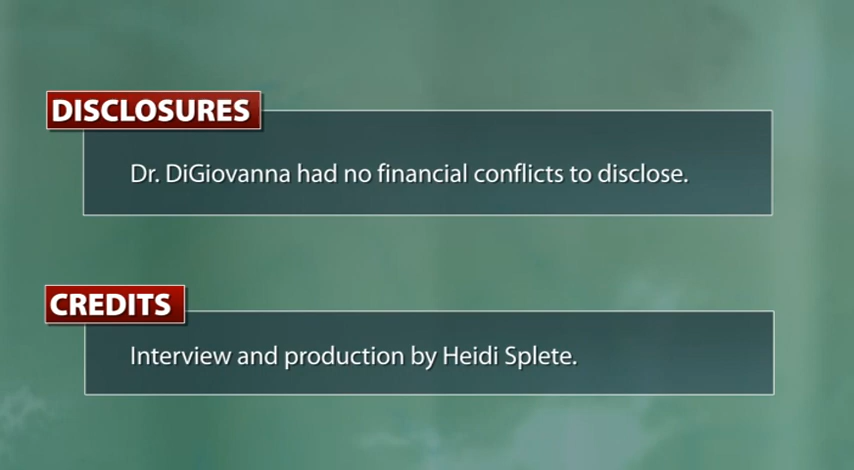 DISCLOSURES
Dr. DiGiovanna had no financial conflicts to disclose.
CREDITS
Interview and production by Heidi Splete.